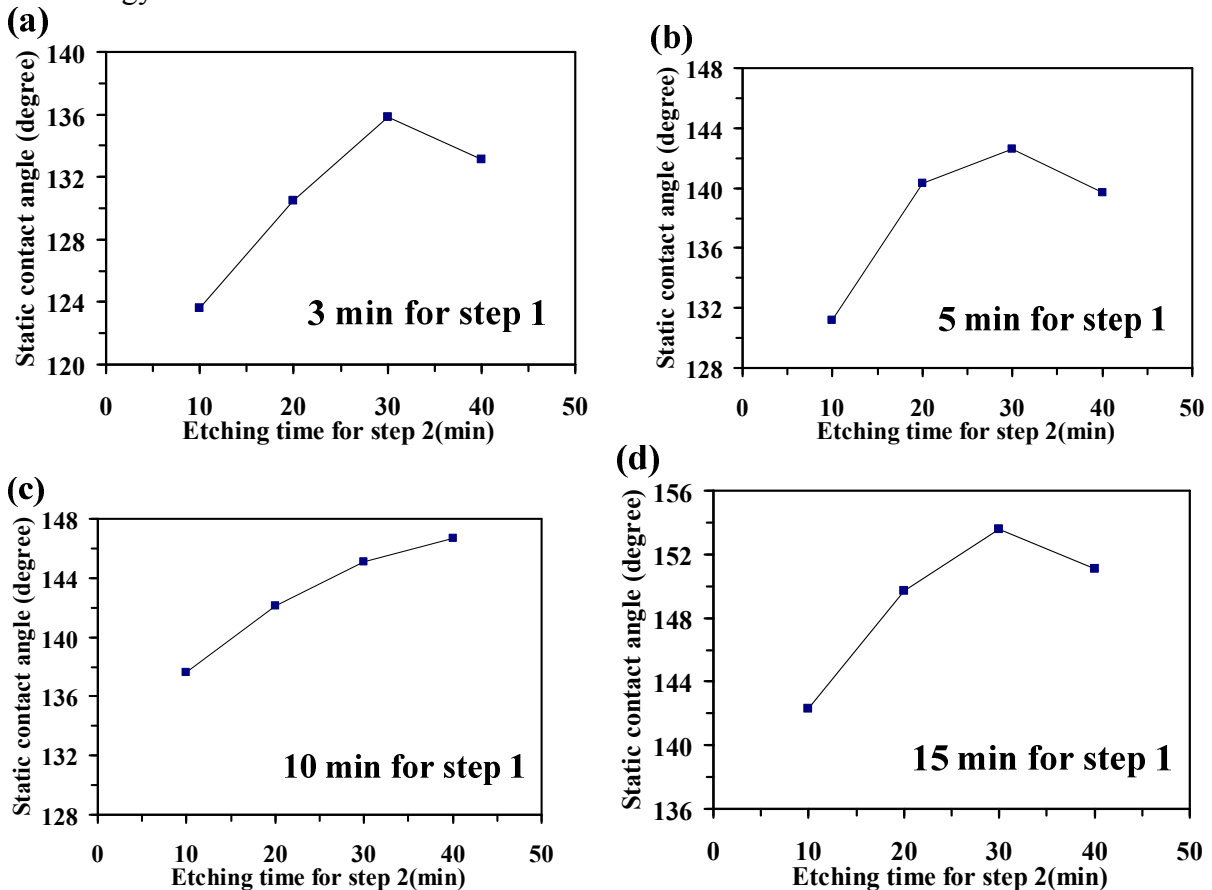 gy
(a)
Static contact angle (degree)
140
136
132
128
124
120
3 min for step 1
0 10 20 30 40 50
Etching time for step 2(min)
(b)
Static contact angle (degree)
148
144
140
136
132
128
5 min for step 1
0 10 20 30 40 50
Etching time for step 2(min)
(c)
Static contact angle (degree)
148
144
140
136
132
128
10 min for step 1
0 10 20 30 40 50
Etching time for step 2(min)
(d)
Static contact angle (degree)
156
152
148
144
140
136
15 min for step 1
0 10 20 30 40 50
Etching time for step 2(min)